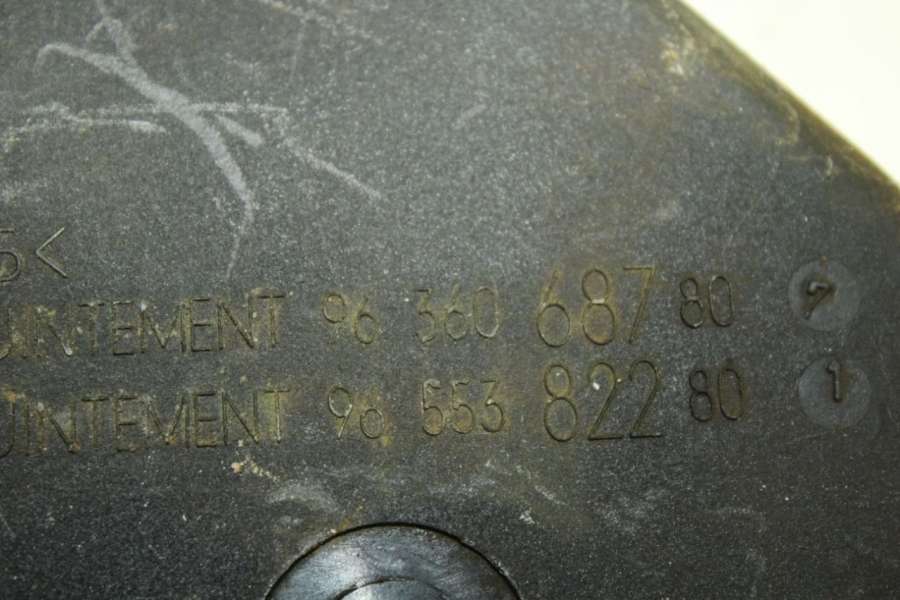 5<
UINTEMENT 96 360 687 80 2
UINTEMENT 96 553 822 80 1